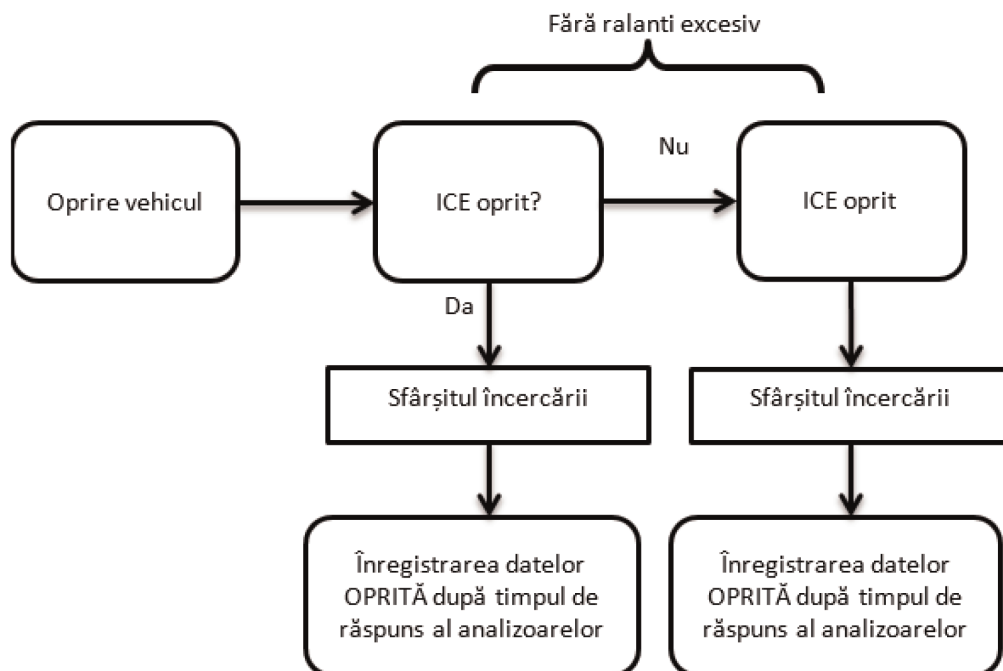 Fără ralanti excesiv
Oprire vehicul
ICE oprit?
Nu
ICE oprit
Da
Sfârșitul încercării
Sfârșitul încercării
Înregistrarea datelor
OPRITĂ după timpul de
răspuns al analizoarelor
Înregistrarea datelor
OPRITĂ după timpul de
răspuns al analizoarelor